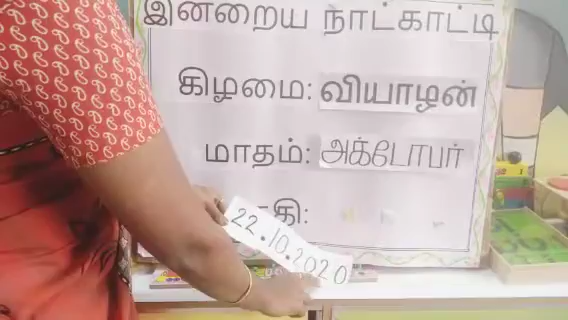 இன்றைய நாட்காட்டி
கிழமை: வியாழன்
மாதம்: அக்டோபர்
கி:
22.10.2020